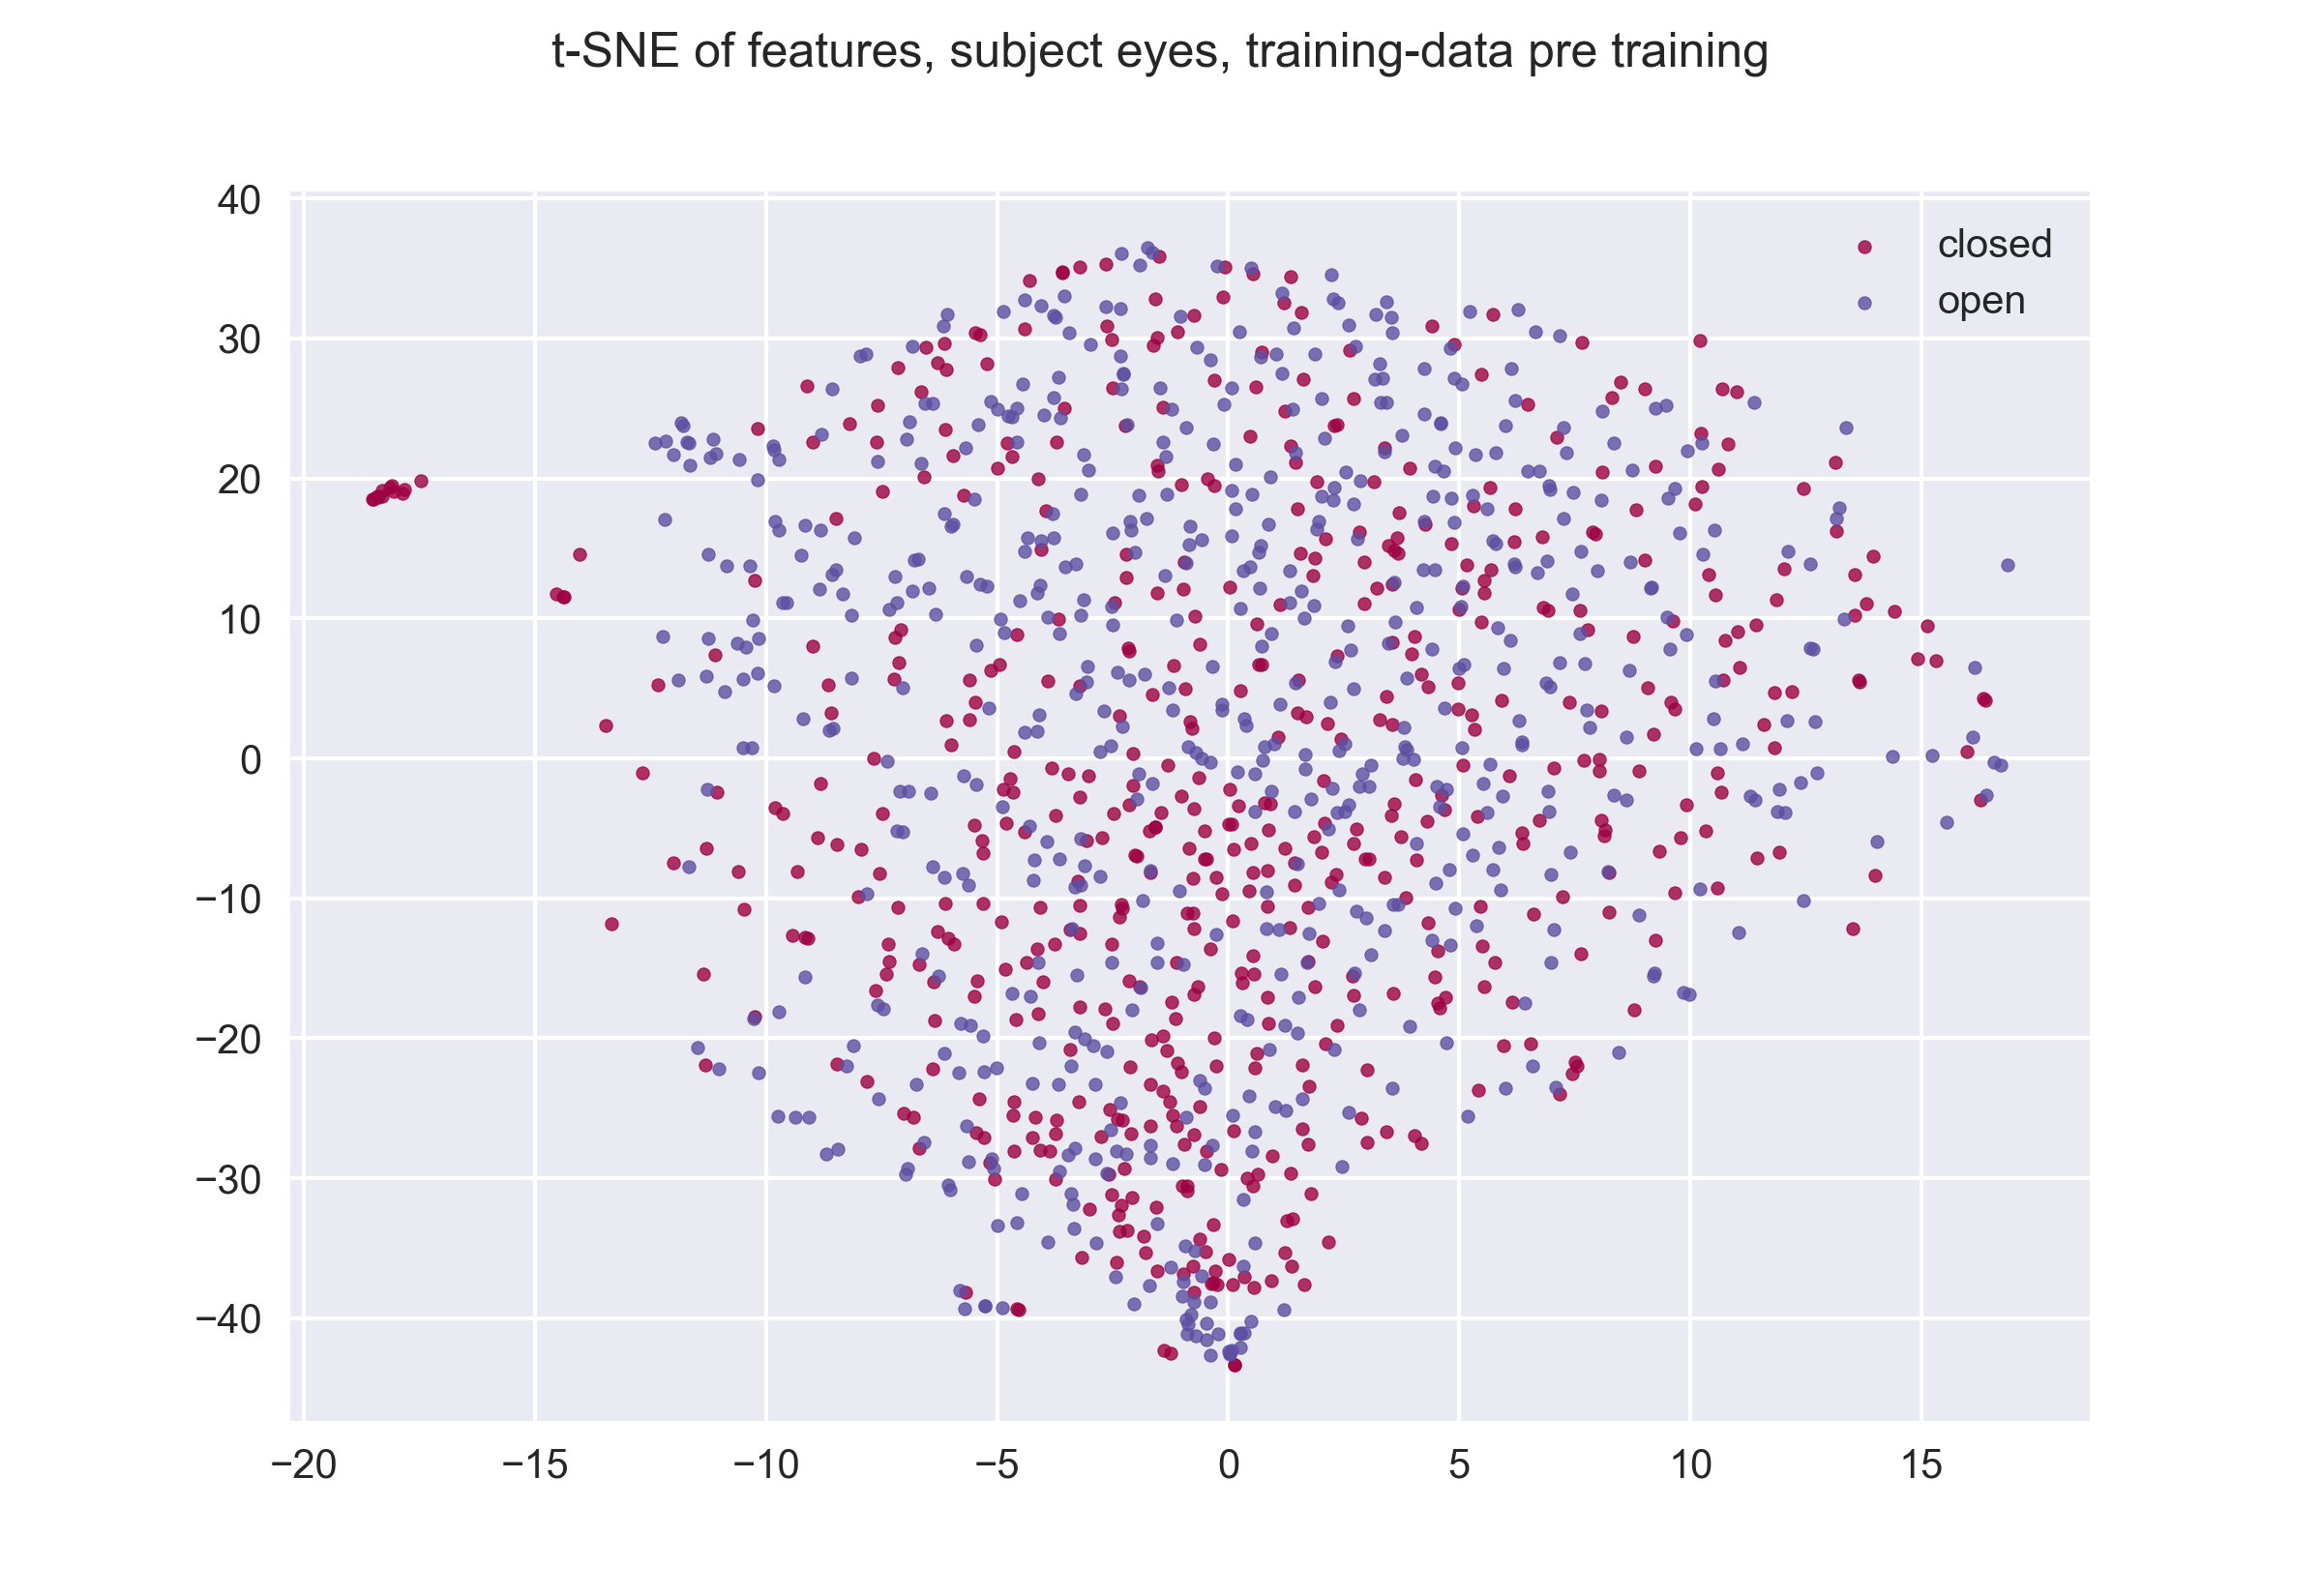 t-SNE of features, subject eyes, training-data pre training
closed
open
40
30
20
10
0
−10
−20
−30
−40
−20 −15 −10 −5 0 5 10 15